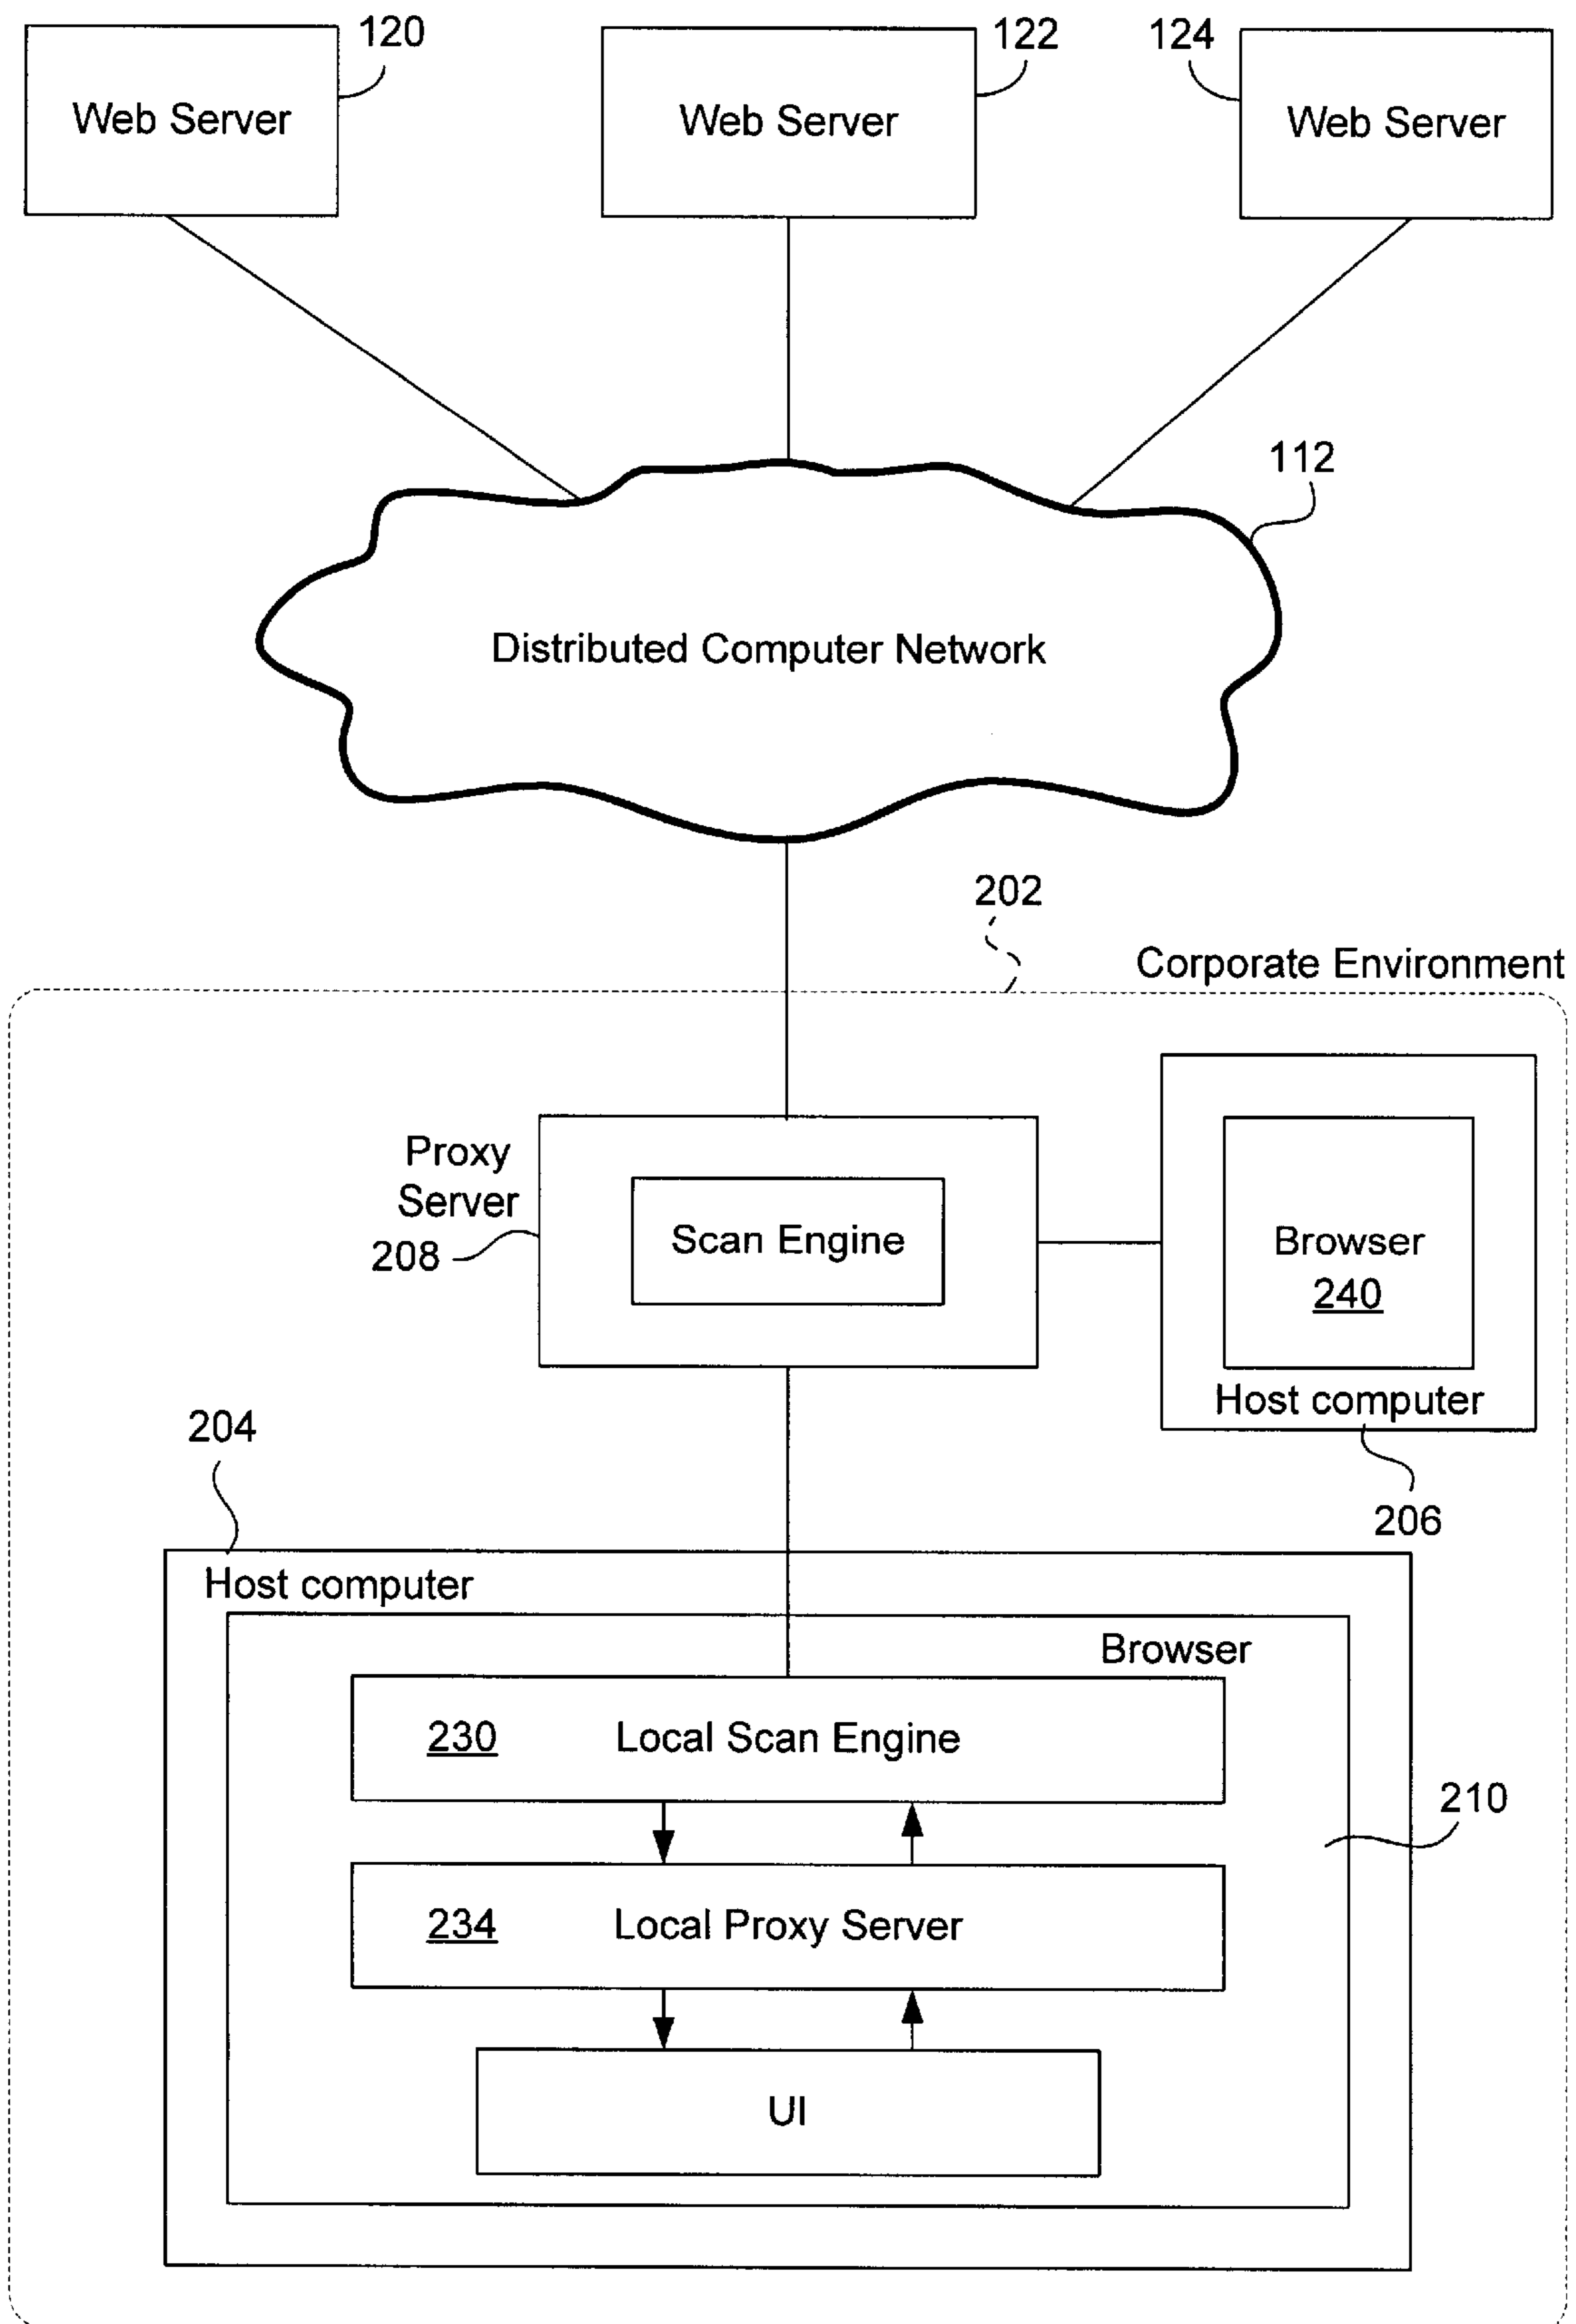 120
122
124
Web Server
Web Server
Web Server
112
Distributed Computer Network
202
Corporate Environment
Proxy
Server
208
Scan Engine
Browser
240
Host computer
206
204
Host computer
Browser
230 Local Scan Engine
210
234 Local Proxy Server
UI